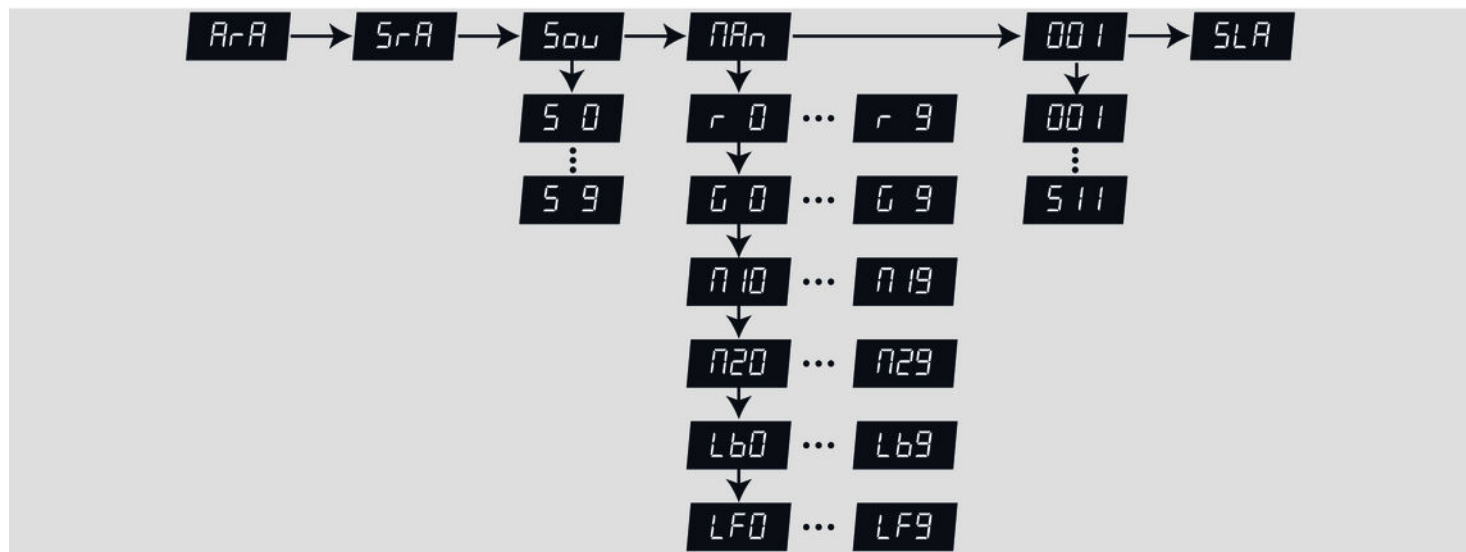 ArA SrA Sou MAn 001 SLA
S 0 r 0 ... r 9 001
S 9 G 0 ... G 9 511
M10 ... M19
M20 ... M29
Lb0 ... Lb9
LF0 ... LF9